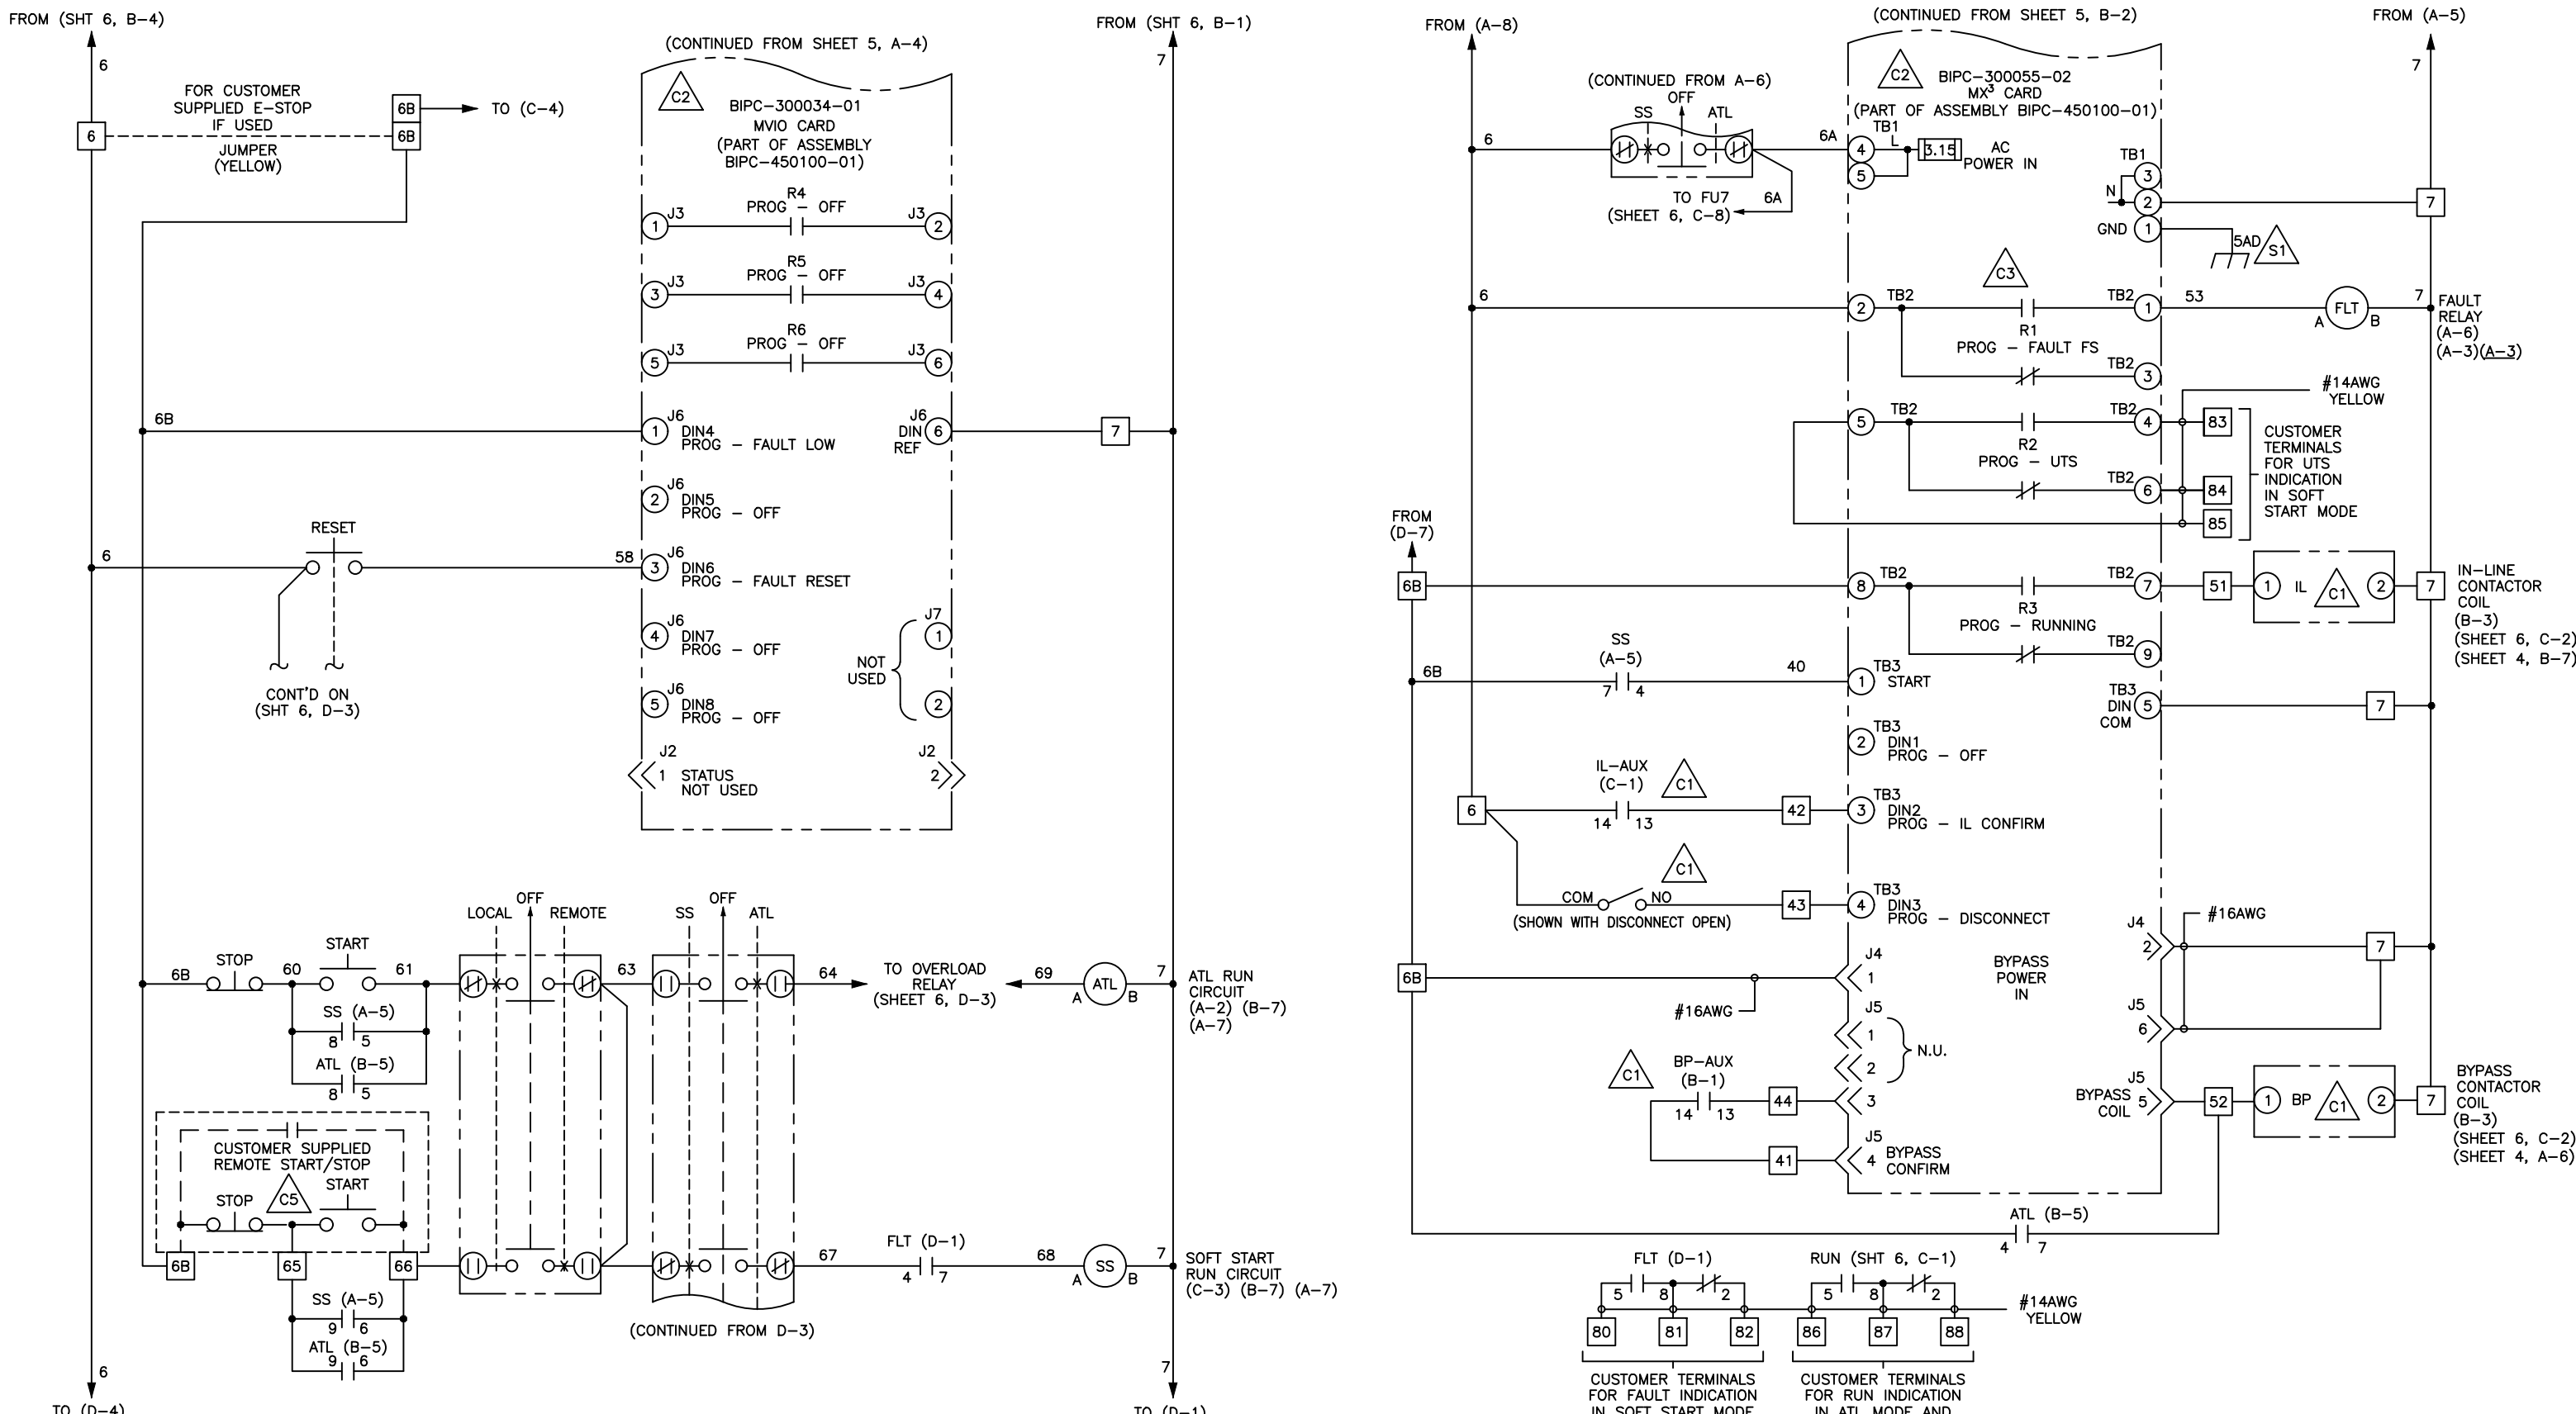 FROM (SHT 6, B-4)
6
FOR CUSTOMER
SUPPLIED E-STOP
IF USED
6
JUMPER
(YELLOW)
6B
TO (C-4)
6B
(CONTINUED FROM SHEET 5, A-4)
C2
BIPC-300034-01
MVIO CARD
(PART OF ASSEMBLY
BIPC-450100-01)
R4
J3
PROG - OFF
J3
1
2
R5
J3
PROG - OFF
J3
3
4
R6
J3
PROG - OFF
J3
5
6
6B
J6
1
DIN4
PROG - FAULT LOW
J6
DIN
6
REF
7
J6
2
DIN5
PROG - OFF
RESET
6
58
J6
3
DIN6
PROG - FAULT RESET
CONT'D ON
(SHT 6, D-3)
J6
4
DIN7
PROG - OFF
J7
1
NOT
USED
2
J6
5
DIN8
PROG - OFF
J2
1
STATUS
NOT USED
J2
2
FROM (SHT 6, B-1)
7
OFF
LOCAL
REMOTE
OFF
SS
ATL
6B
STOP
60
START
61
63
64
TO OVERLOAD
RELAY
(SHEET 6, D-3)
69
A
ATL
B
7
ATL RUN
CIRCUIT
(A-2) (B-7)
(A-7)
SS (A-5)
8
5
ATL (B-5)
8
5
CUSTOMER SUPPLIED
REMOTE START/STOP
STOP
C5
START
6B
65
66
67
FLT (D-1)
4
7
68
A
SS
B
7
SOFT START
RUN CIRCUIT
(C-3) (B-7) (A-7)
SS (A-5)
9
6
ATL (B-5)
9
6
(CONTINUED FROM D-3)
6
TO (D-4)
7
TO (D-1)
FROM (A-8)
(CONTINUED FROM SHEET 5, B-2)
FROM (A-5)
7
(CONTINUED FROM A-6)
OFF
SS
ATL
C2
BIPC-300055-02
MX3 CARD
(PART OF ASSEMBLY BIPC-450100-01)
6
6A
TB1
4
L
3.15
AC
POWER IN
5
TO FU7
(SHEET 6, C-8)
6A
TB1
3
N
2
7
GND
1
5AD
S1
C3
6
2
TB2
R1
PROG - FAULT FS
TB2
1
53
A
FLT
B
7
FAULT
RELAY
(A-6)
(A-3)(A-3)
TB2
3
#14AWG
YELLOW
5
TB2
R2
PROG - UTS
TB2
4
83
TB2
6
84
85
CUSTOMER
TERMINALS
FOR UTS
INDICATION
IN SOFT
START MODE
FROM
(D-7)
6B
8
TB2
R3
PROG - RUNNING
TB2
7
51
1
IL
C1
2
7
IN-LINE
CONTACTOR
COIL
(B-3)
(SHEET 6, C-2)
(SHEET 4, B-7)
TB2
9
6B
SS
(A-5)
7
4
40
TB3
1
START
TB3
DIN
5
COM
7
TB3
2
DIN1
PROG - OFF
6
IL-AUX
(C-1)
C1
14
13
42
TB3
3
DIN2
PROG - IL CONFIRM
C1
COM
NO
(SHOWN WITH DISCONNECT OPEN)
43
TB3
4
DIN3
PROG - DISCONNECT
6B
#16AWG
J4
1
BYPASS
POWER
IN
J4
2
#16AWG
7
J5
6
J5
1
2
N.U.
C1
BP-AUX
(B-1)
14
13
44
3
41
J5
4
BYPASS
CONFIRM
BYPASS
COIL
J5
5
52
1
BP
C1
2
7
BYPASS
CONTACTOR
COIL
(B-3)
(SHEET 6, C-2)
(SHEET 4, A-6)
ATL (B-5)
4
7
FLT (D-1)
5
8
2
RUN (SHT 6, C-1)
5
8
2
#14AWG
YELLOW
80
81
82
86
87
88
CUSTOMER TERMINALS
FOR FAULT INDICATION
IN SOFT START MODE
CUSTOMER TERMINALS
FOR RUN INDICATION
IN ATL MODE AND